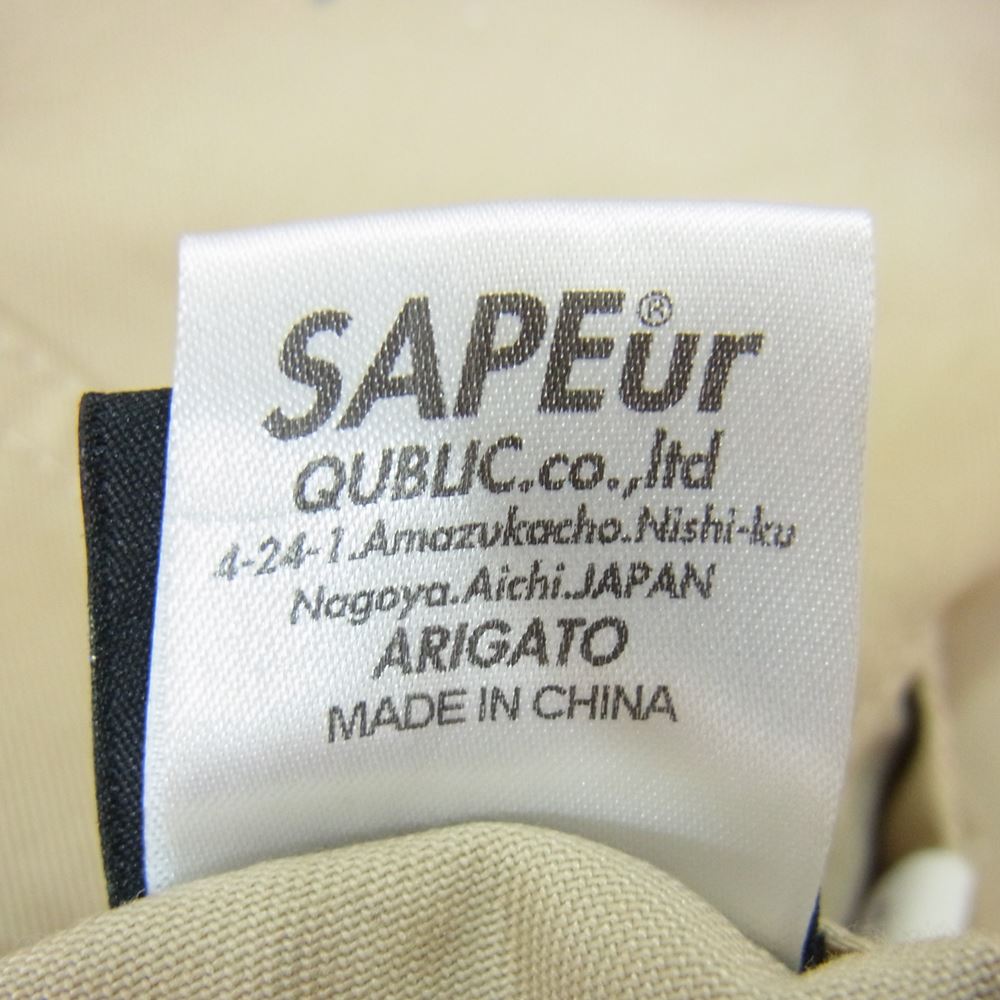 SAPEur®
QUBLIC.co.,ltd
4-24-1.Amazukacho.Nishi-ku
Nagoya.Aichi.JAPAN
ARIGATO
MADE IN CHINA